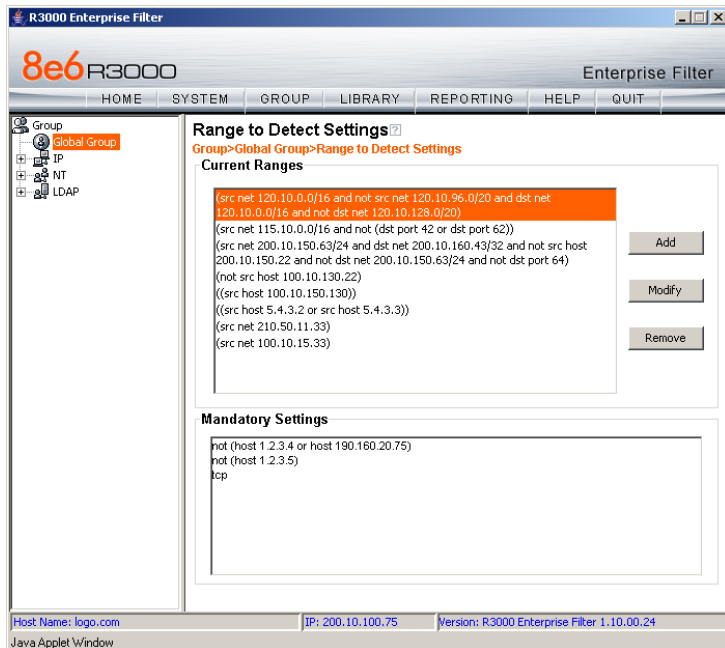 R3000 Enterprise Filter
8e6 R3000
Enterprise Filter
HOME SYSTEM GROUP LIBRARY REPORTING HELP QUIT
Group
Global Group
IP
NT
LDAP
Range to Detect Settings ?
Group>Global Group>Range to Detect Settings
Current Ranges
(src net 120.10.0.0/16 and not src net 120.10.96.0/20 and dst net
120.10.0.0/16 and not dst net 120.10.128.0/20)
(src net 115.10.0.0/16 and not (dst port 42 or dst port 62))
(src net 200.10.150.63/24 and dst net 200.10.160.43/32 and not src host
200.10.150.22 and not dst net 200.10.150.63/24 and not dst port 64)
(not src host 100.10.130.22)
((src host 100.10.150.130))
((src host 5.4.3.2 or src host 5.4.3.3))
(src net 210.50.11.33)
(src net 100.10.15.33)
Add
Modify
Remove
Mandatory Settings
not (host 1.2.3.4 or host 190.160.20.75)
not (host 1.2.3.5)
tcp
Host Name: logo.com IP: 200.10.100.75 Version: R3000 Enterprise Filter 1.10.00.24
Java Applet Window